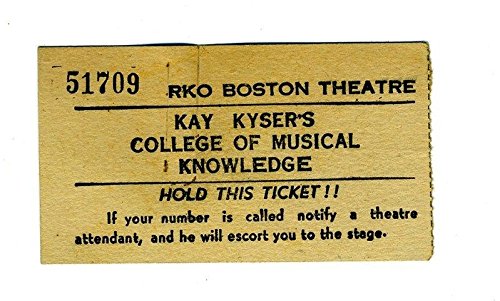 51709 RKO BOSTON THEATRE
KAY KYSER'S
COLLEGE OF MUSICAL
KNOWLEDGE
HOLD THIS TICKET!!
If your number is called notify a theatre
attendant, and he will escort you to the stage.